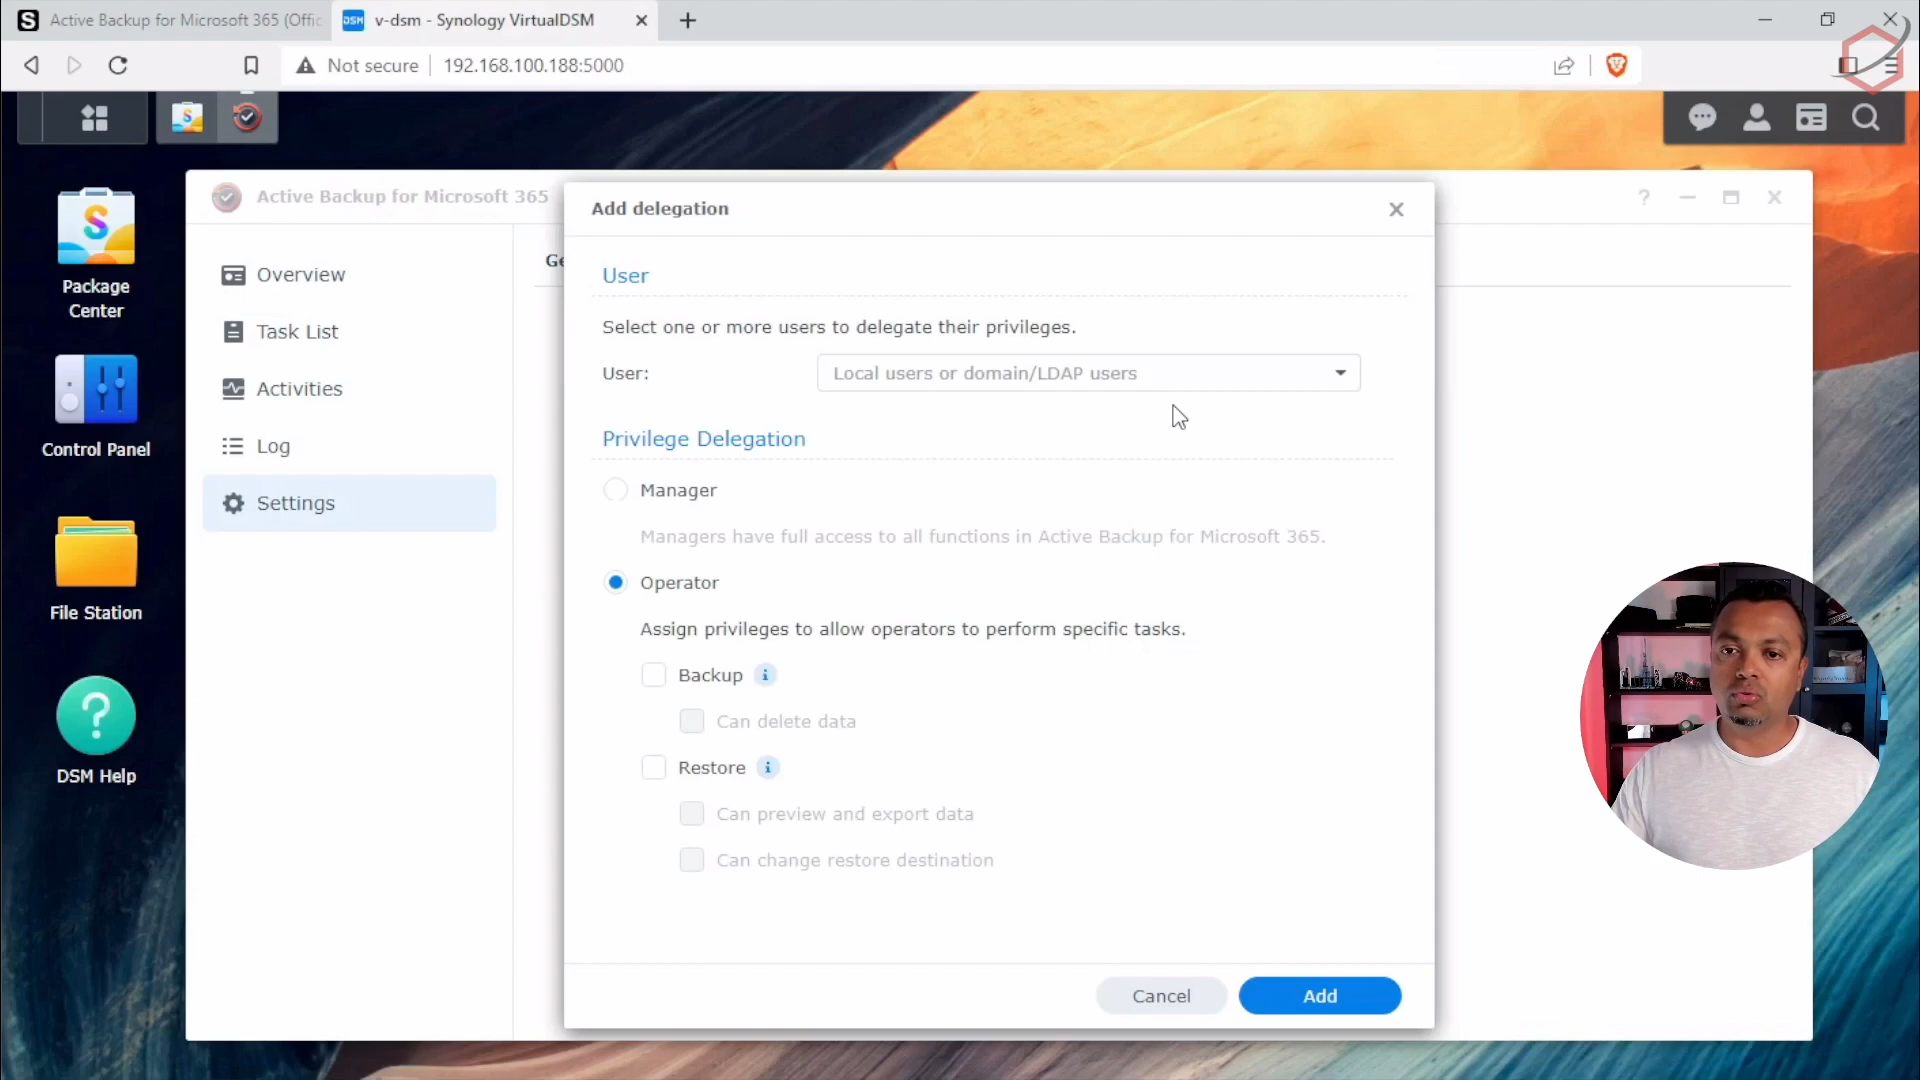 S Active Backup for Microsoft 365 (Offic
DSM v-dsm - Synology VirtualDSM
Not secure 192.168.100.188:5000
Package
Center
Control Panel
File Station
DSM Help
Active Backup for Microsoft 365
Overview
Task List
Activities
Log
Settings
Ge
Add delegation
User
Select one or more users to delegate their privileges.
User: Local users or domain/LDAP users
Privilege Delegation
Manager
Managers have full access to all functions in Active Backup for Microsoft 365.
Operator
Assign privileges to allow operators to perform specific tasks.
Backup
Can delete data
Restore
Can preview and export data
Can change restore destination
Cancel Add